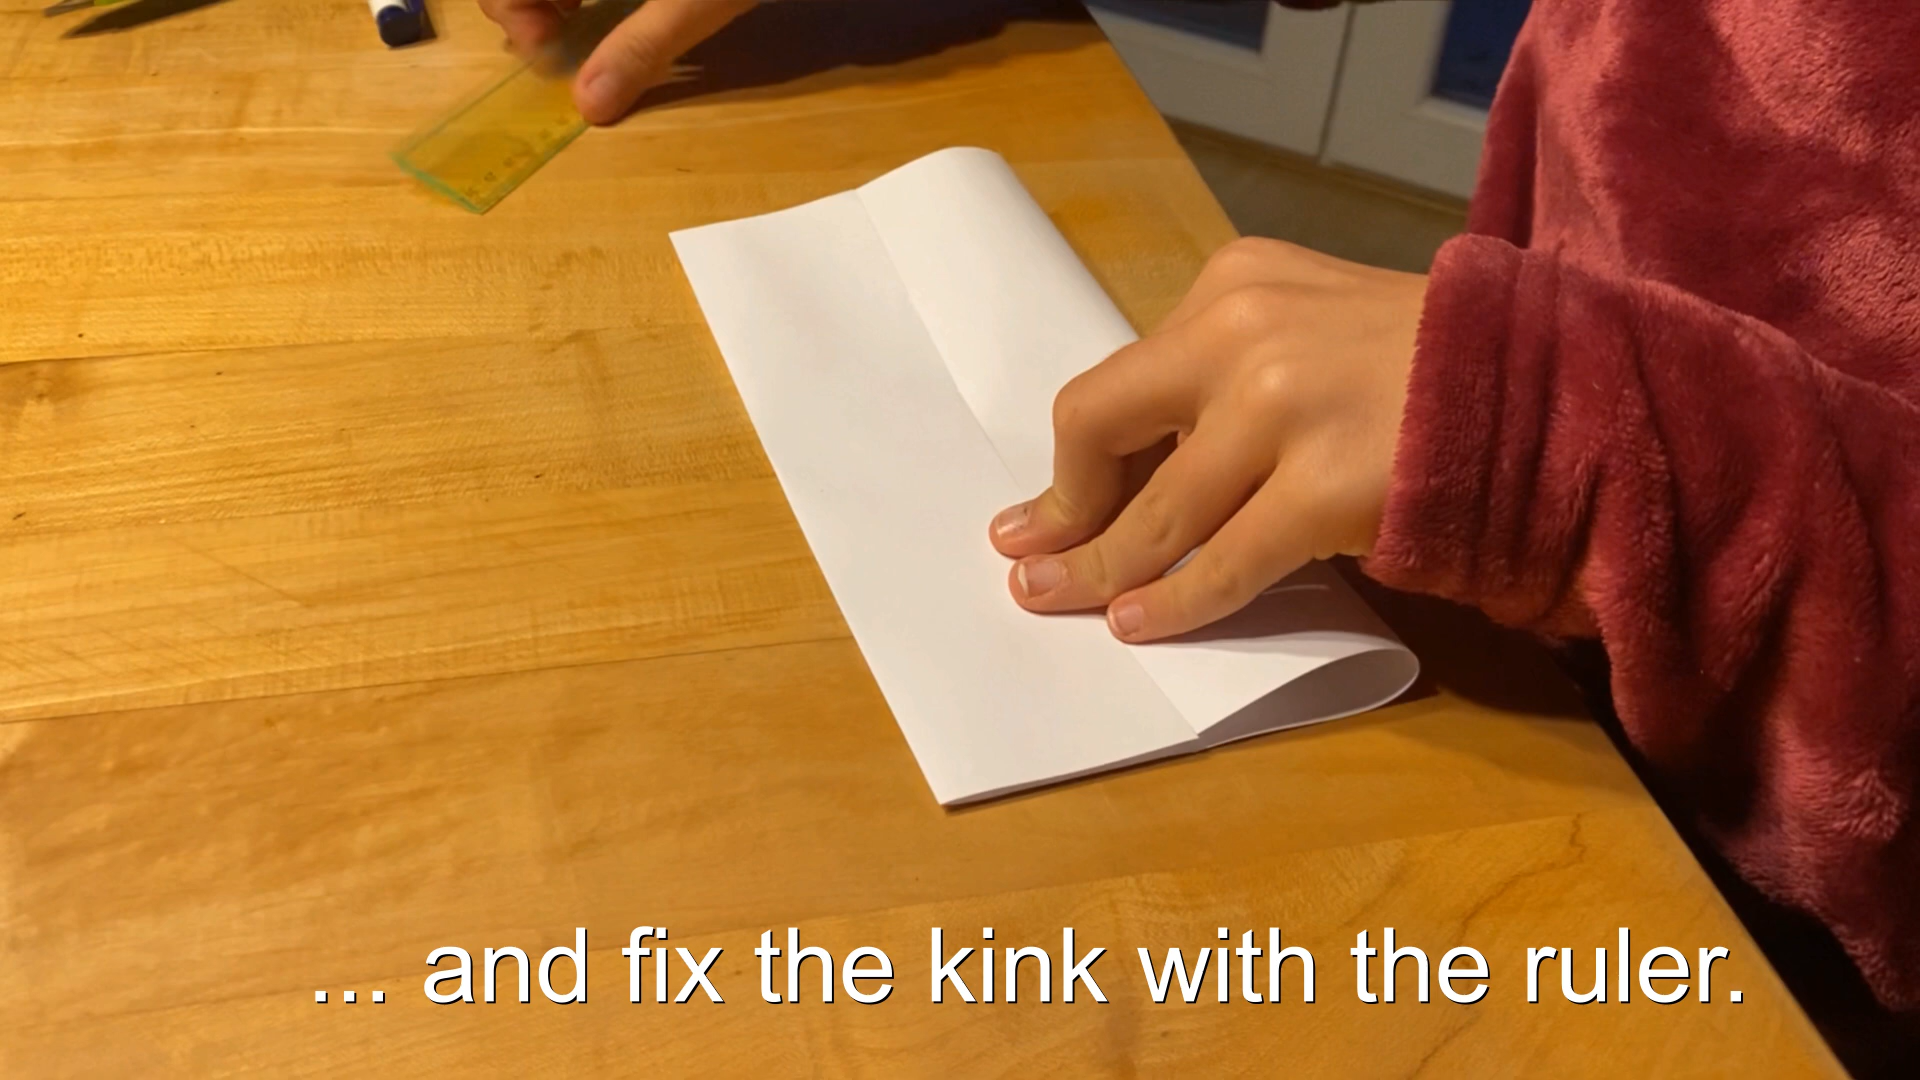 ... and fix the kink with the ruler.